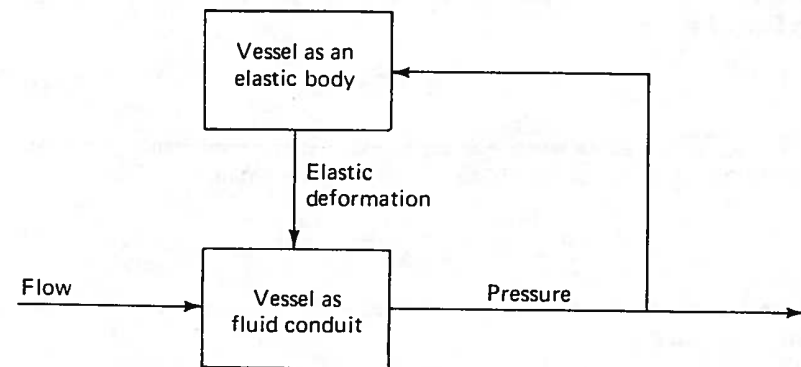 Vessel as an
elastic body
Elastic
deformation
Flow
Vessel as
fluid conduit
Pressure